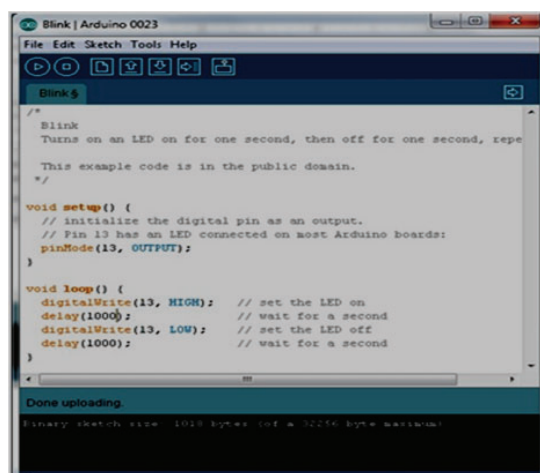 Blink | Arduino 0023
File Edit Sketch Tools Help
Blink §
/*
Blink
Turns on an LED on for one second, then off for one second, repe
This example code is in the public domain.
*/
void setup() {
// initialize the digital pin as an output.
// Pin 13 has an LED connected on most Arduino boards:
pinMode(13, OUTPUT);
}
void loop() {
digitalWrite(13, HIGH); // set the LED on
delay(1000); // wait for a second
digitalWrite(13, LOW); // set the LED off
delay(1000); // wait for a second
}
Done uploading.
Binary sketch size: 1018 bytes (of a 32256 byte maximum)